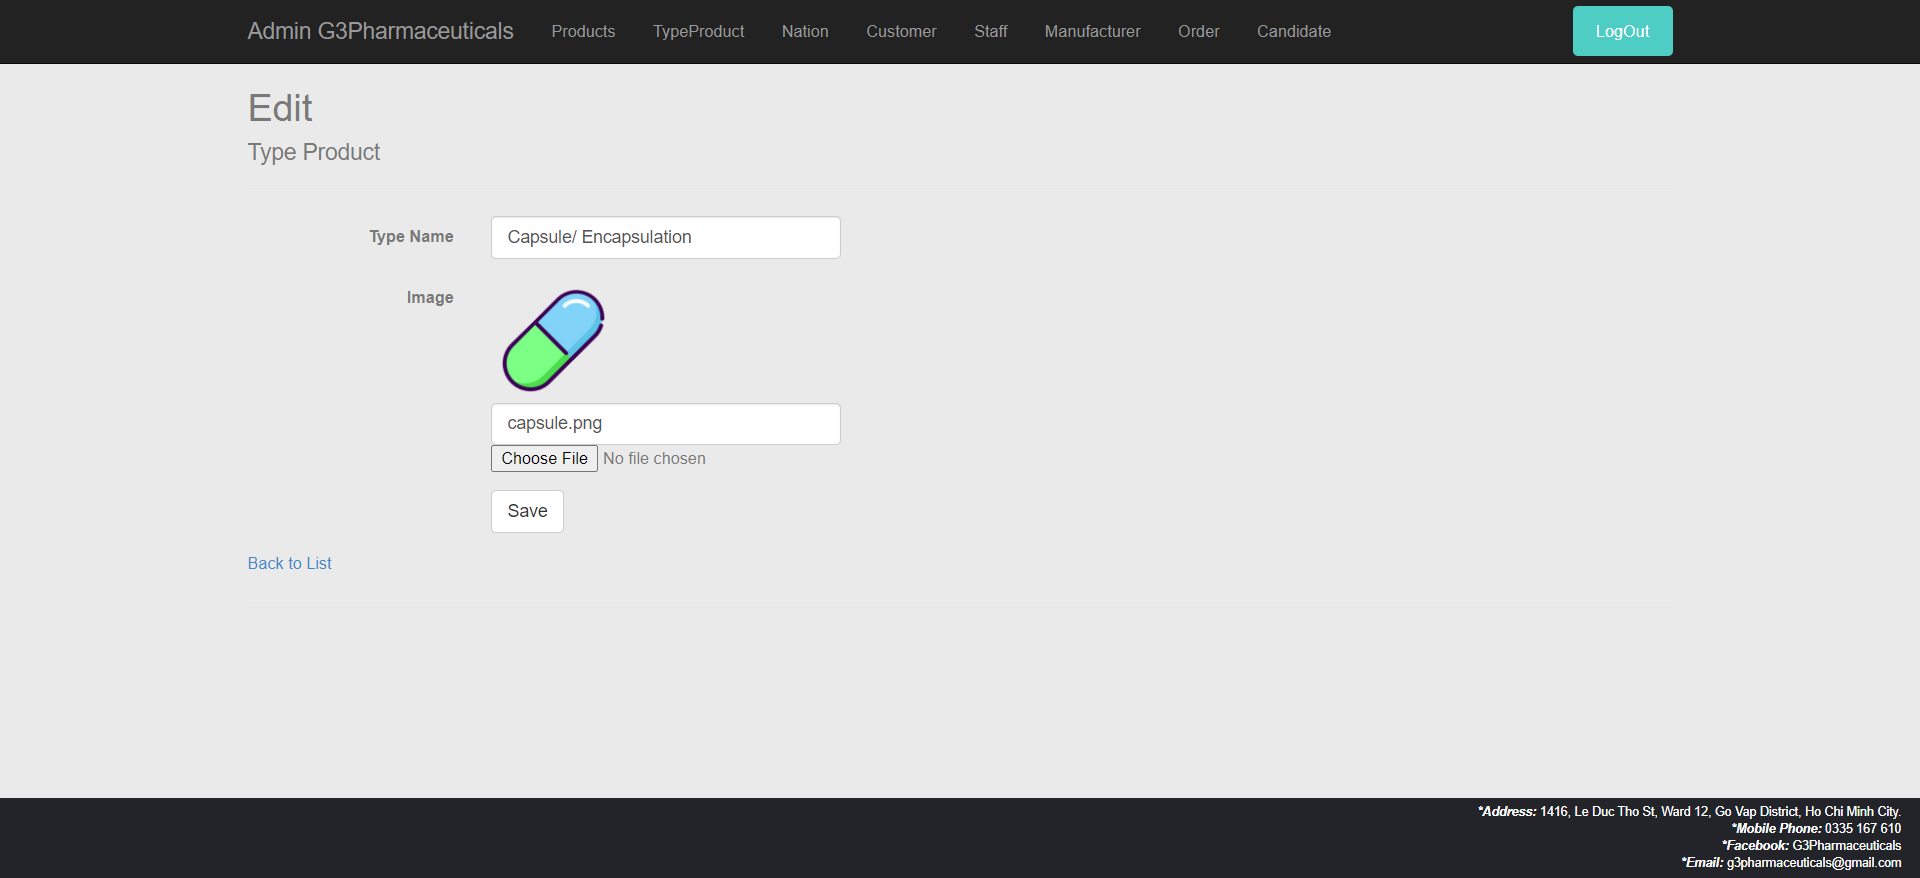 Admin G3Pharmaceuticals Products TypeProduct Nation Customer Staff Manufacturer Order Candidate LogOut
Edit
Type Product
Type Name Capsule/ Encapsulation
Image
capsule.png
Choose File No file chosen
Save
Back to List
*Address: 1416, Le Duc Tho St, Ward 12, Go Vap District, Ho Chi Minh City.
*Mobile Phone: 0335 167 610
*Facebook: G3Pharmaceuticals
*Email: g3pharmaceuticals@gmail.com